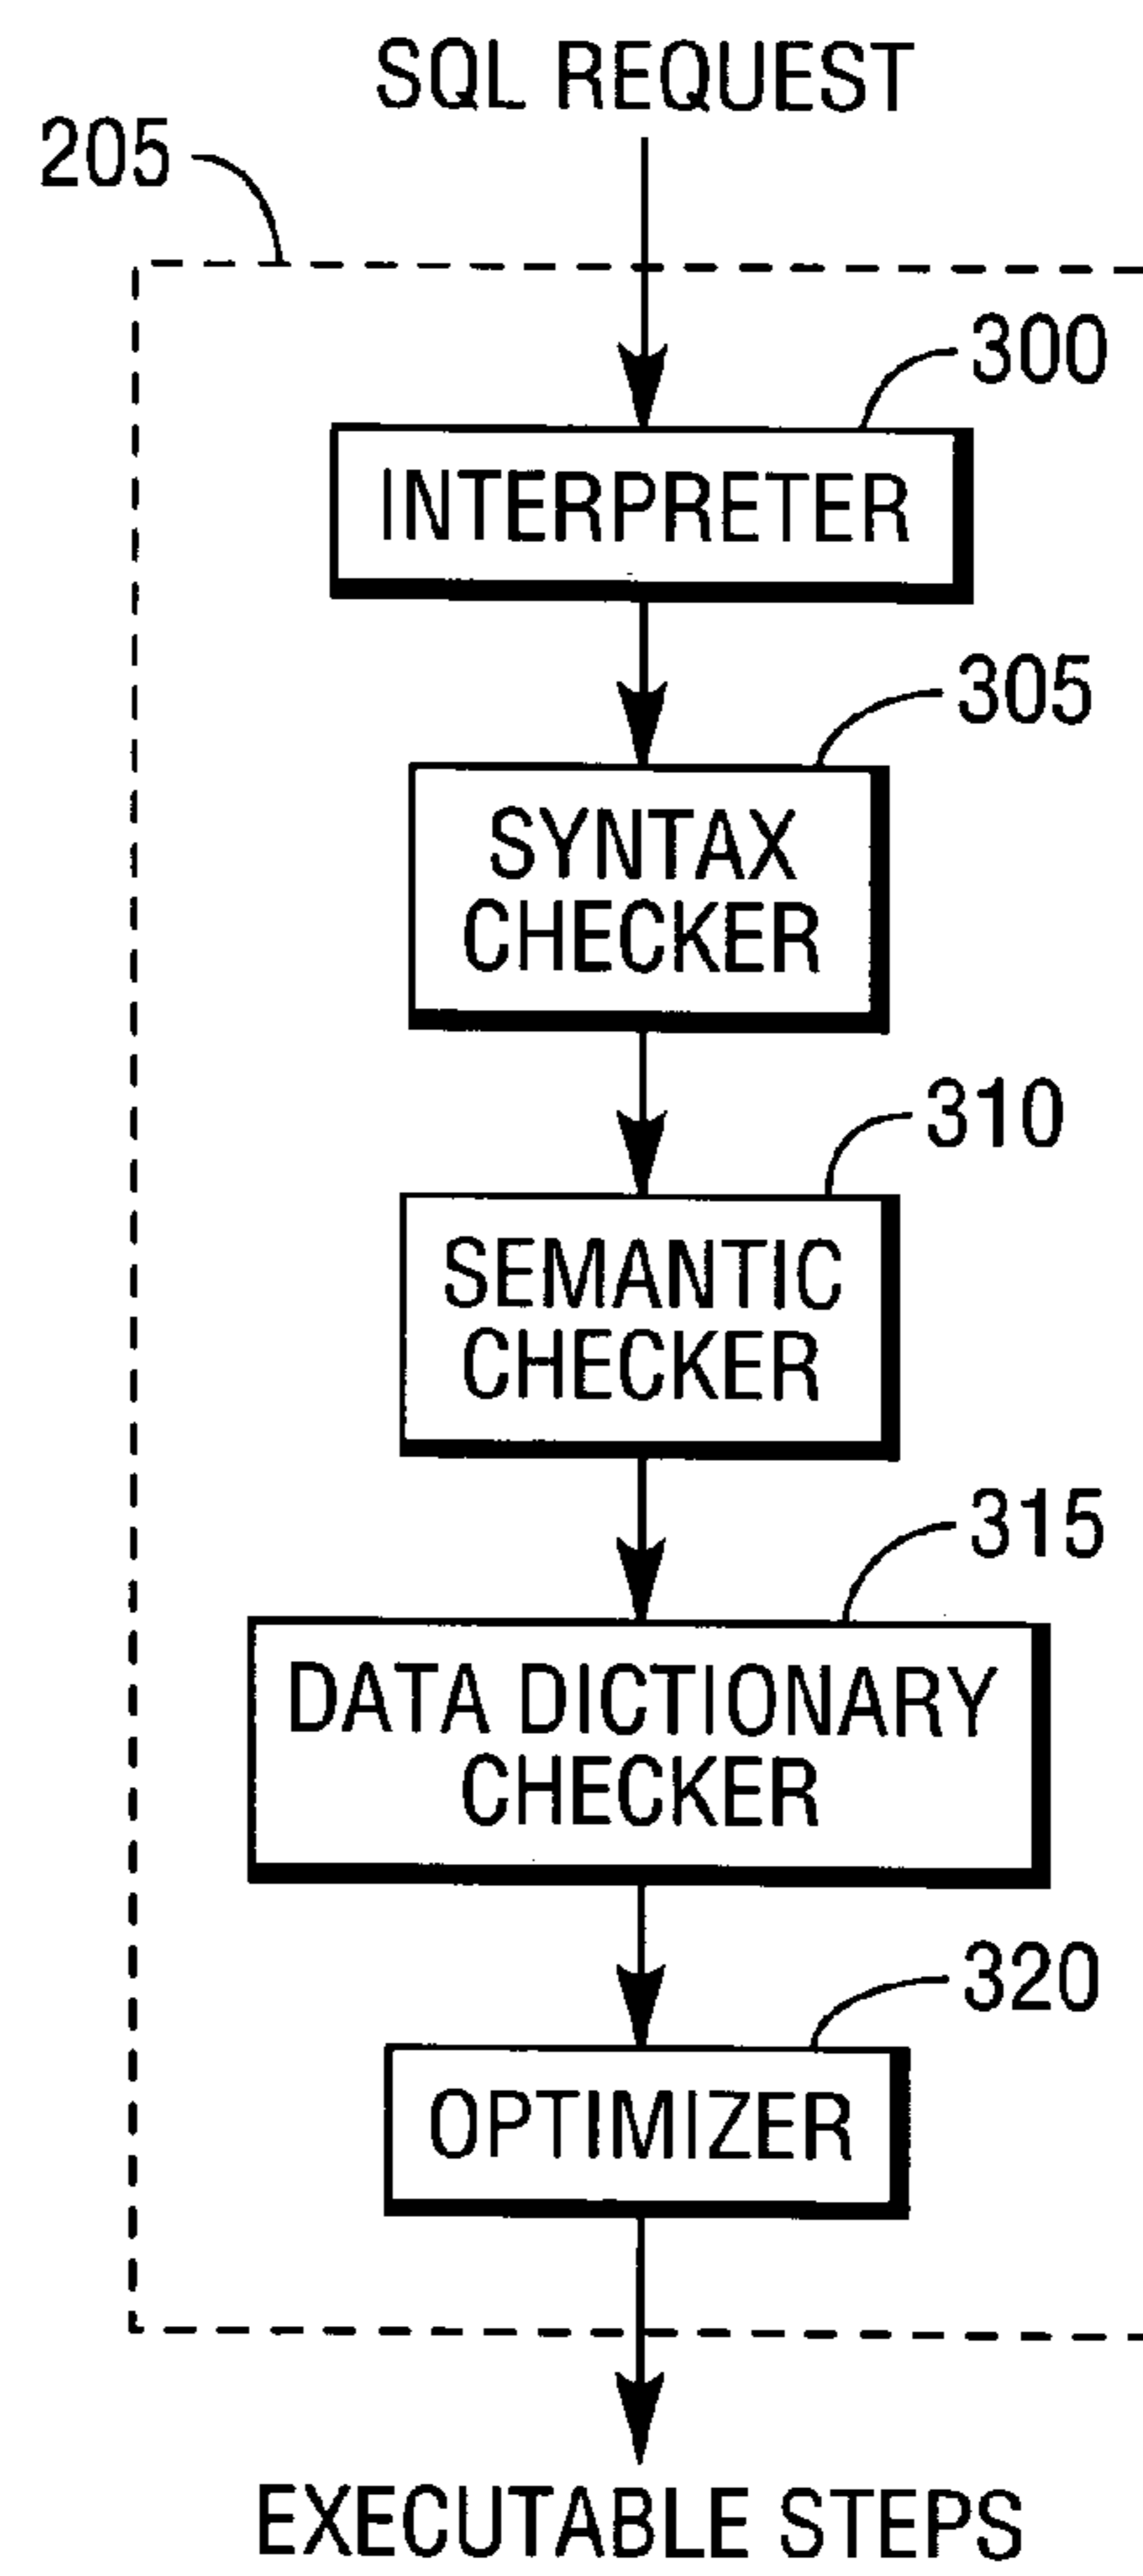 SQL REQUEST
205
300
INTERPRETER
305
SYNTAX
CHECKER
310
SEMANTIC
CHECKER
315
DATA DICTIONARY
CHECKER
320
OPTIMIZER
EXECUTABLE STEPS